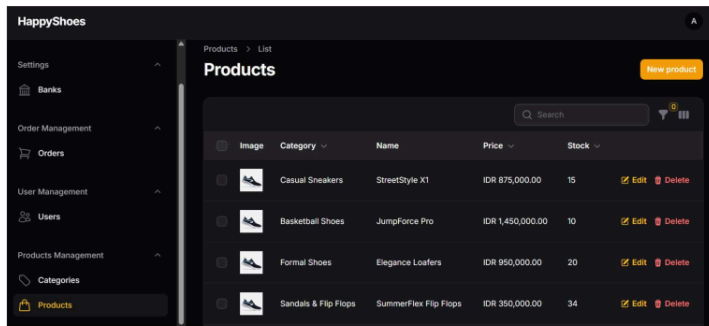 HappyShoes
A
Settings
Banks
Order Management
Orders
User Management
Users
Products Management
Categories
Products
Products > List
Products
New product
Search
0
Image Category Name Price Stock
Casual Sneakers StreetStyle X1 IDR 875,000.00 15 Edit Delete
Basketball Shoes JumpForce Pro IDR 1,450,000.00 10 Edit Delete
Formal Shoes Elegance Loafers IDR 950,000.00 20 Edit Delete
Sandals & Flip Flops SummerFlex Flip Flops IDR 350,000.00 34 Edit Delete